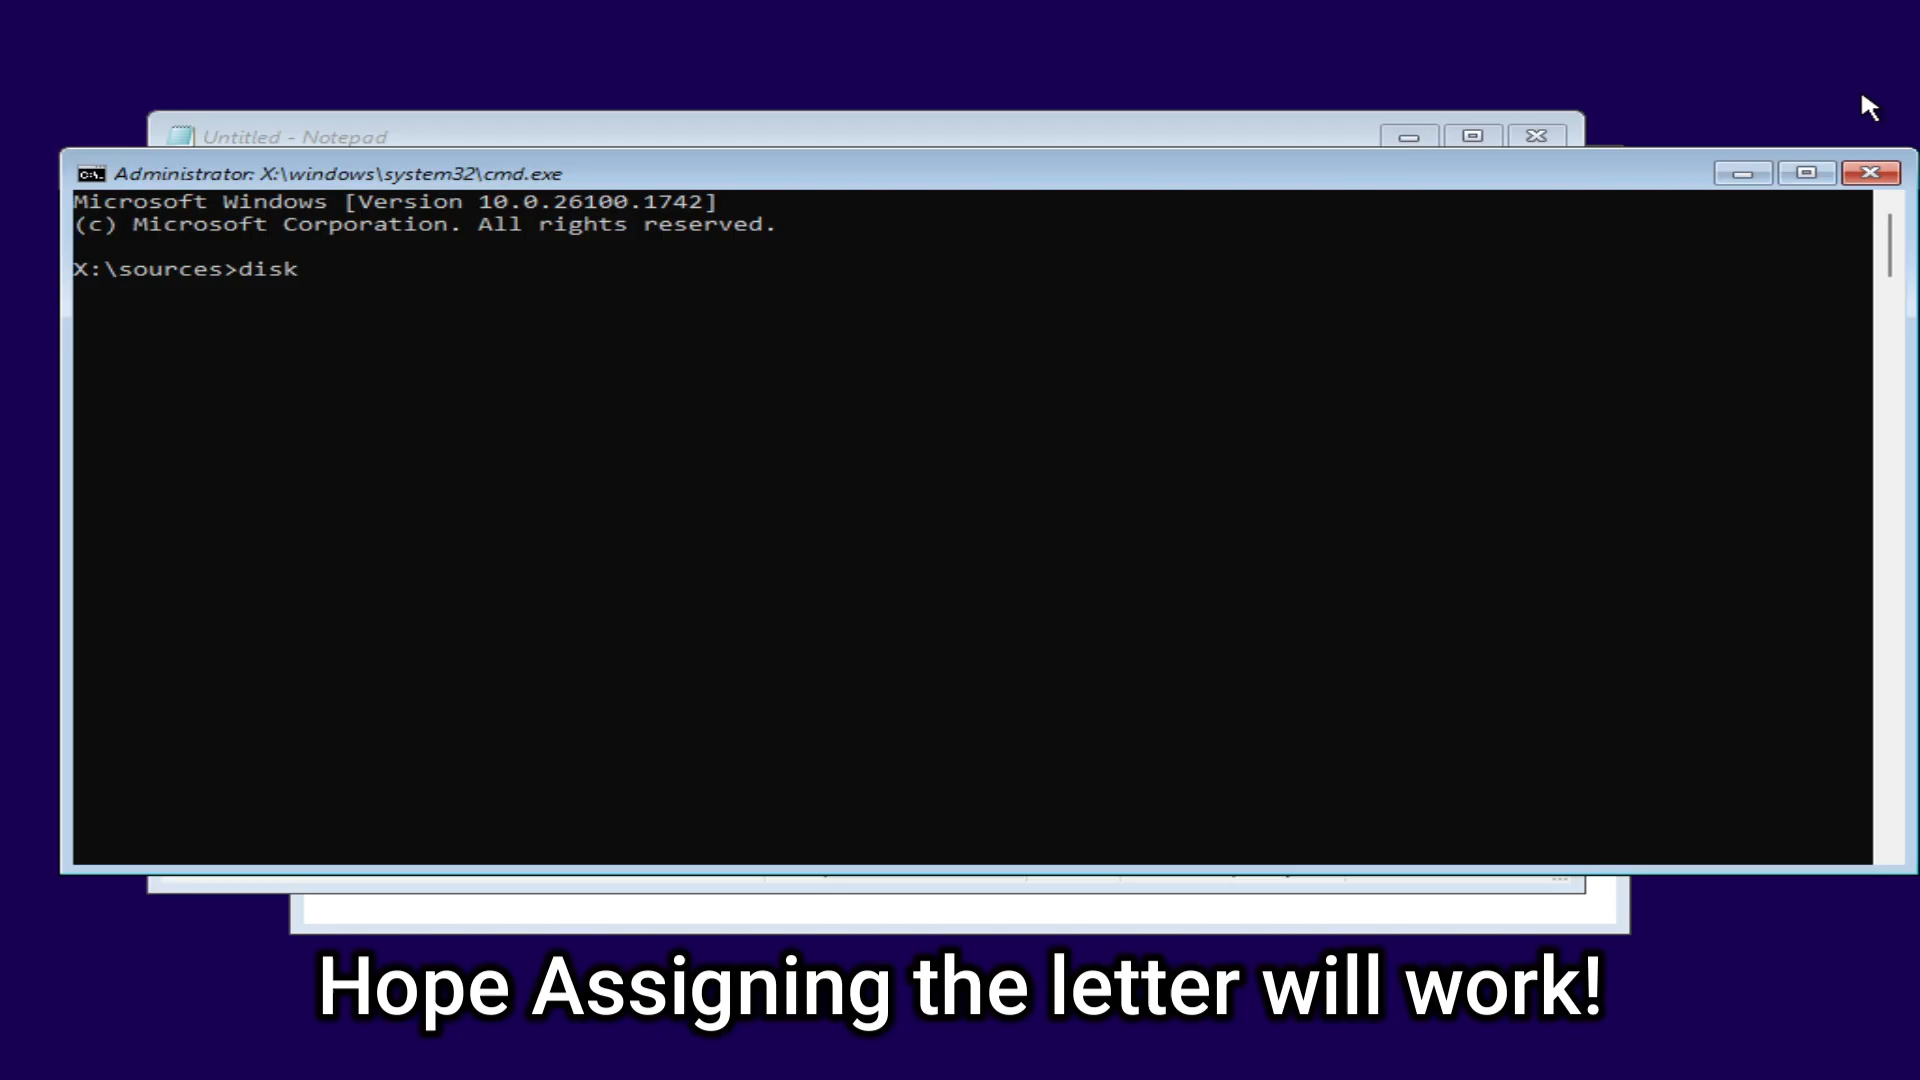 Untitled - Notepad
Administrator: X:\windows\system32\cmd.exe
Microsoft Windows [Version 10.0.26100.1742]
(c) Microsoft Corporation. All rights reserved.
X:\sources>disk
Hope Assigning the letter will work!